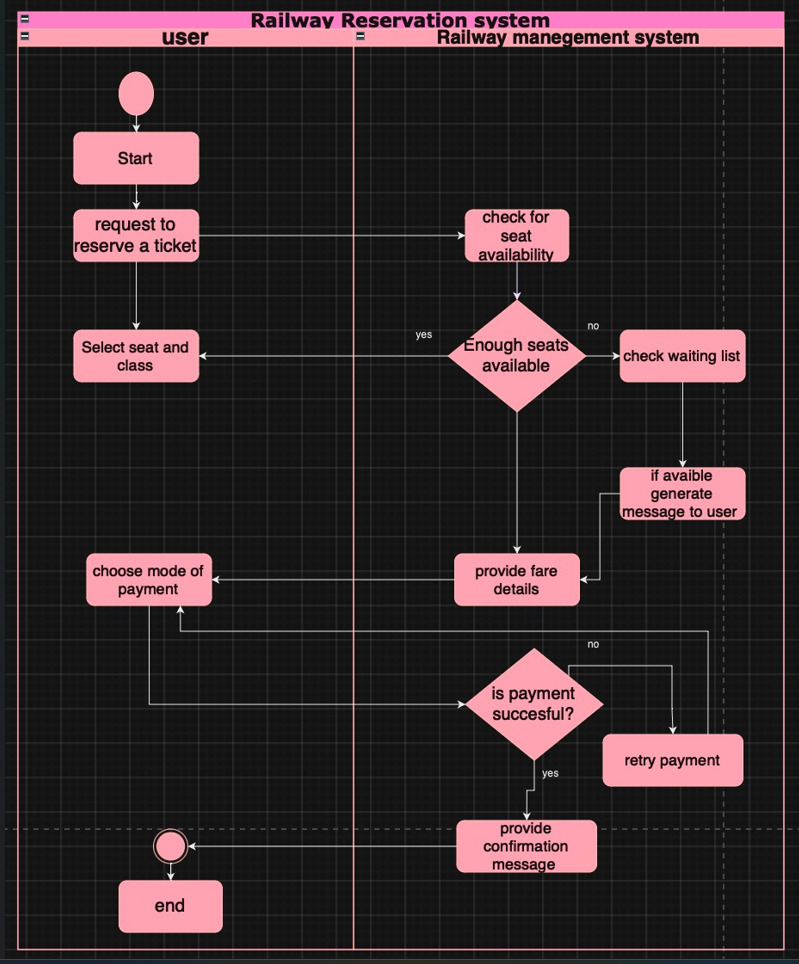 Railway Reservation system
user
Railway manegement system
Start
request to
reserve a ticket
check for
seat
availability
yes
no
Select seat and
class
Enough seats
available
check waiting list
if avaible
generate
message to user
choose mode of
payment
provide fare
details
no
is payment
succesful?
retry payment
yes
provide
confirmation
message
end